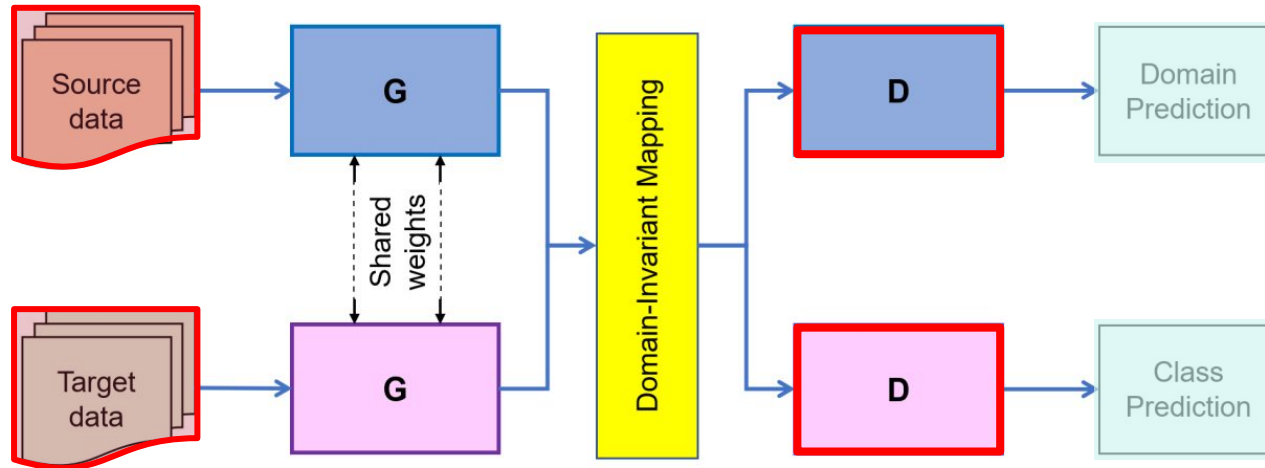 Source
data
G
Shared
weights
Target
data
G
Domain-Invariant Mapping
D
Domain
Prediction
D
Class
Prediction